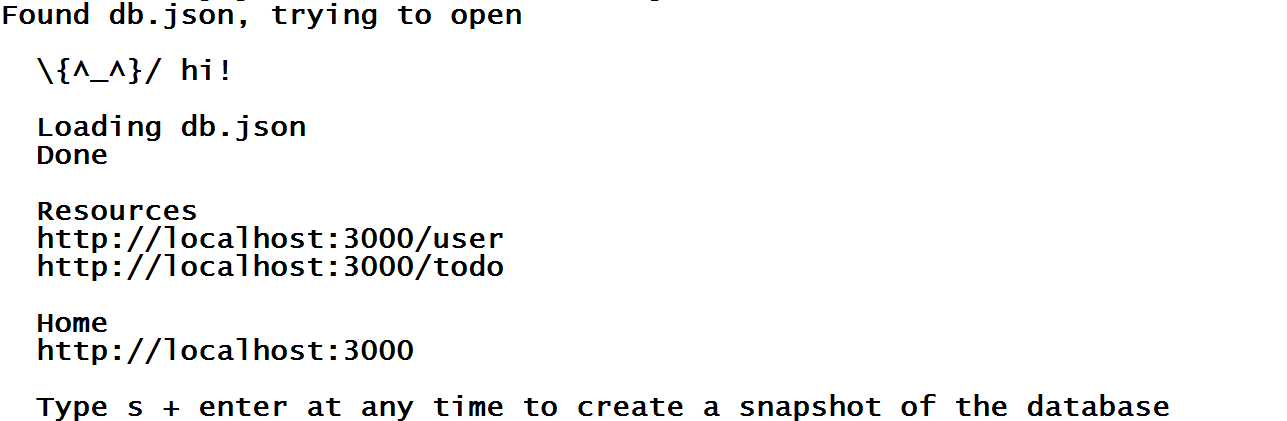 Found db.json, trying to open
\{^_^}/ hi!
Loading db.json
Done
Resources
http://localhost:3000/user
http://localhost:3000/todo
Home
http://localhost:3000
Type s + enter at any time to create a snapshot of the database